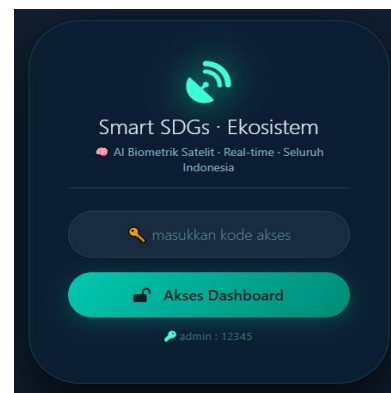 Smart SDGs · Ekosistem
AI Biometrik Satelit · Real-time · Seluruh
Indonesia
masukkan kode akses
Akses Dashboard
admin : 12345